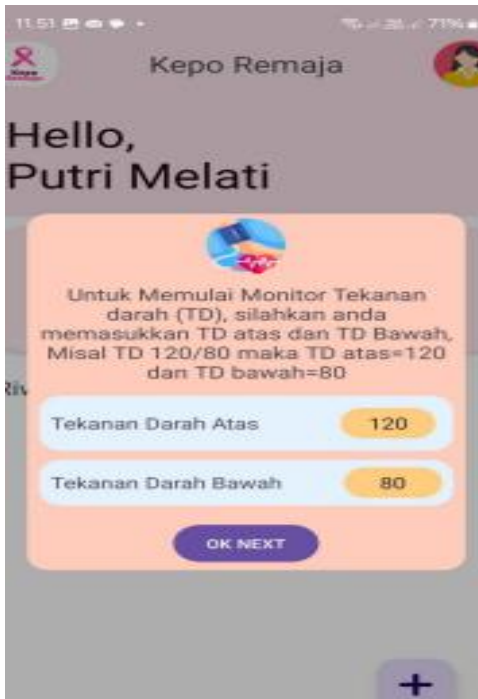 11.51
71%
Kepo Remaja
Hello,
Putri Melati
Untuk Memulai Monitor Tekanan
darah (TD), silahkan anda
memasukkan TD atas dan TD Bawah,
Misal TD 120/80 maka TD atas=120
dan TD bawah=80
Riv
Tekanan Darah Atas
120
Tekanan Darah Bawah
80
OK NEXT
+